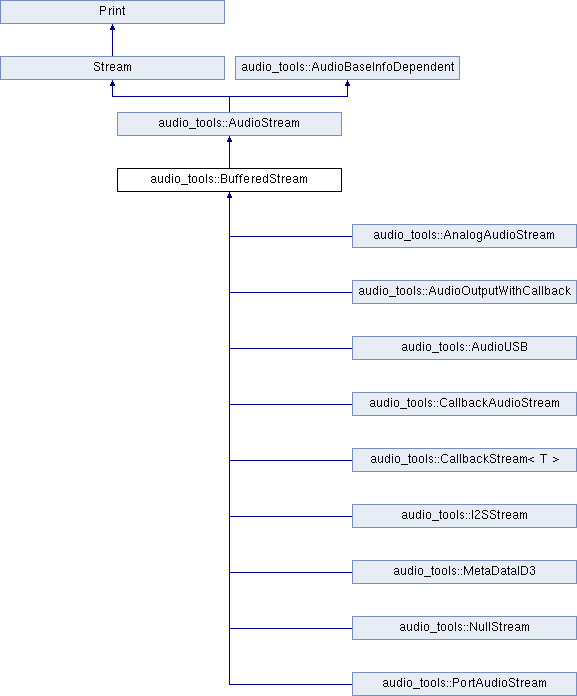 Print
Stream
audio_tools::AudioBaseInfoDependent
audio_tools::AudioStream
audio_tools::BufferedStream
audio_tools::AnalogAudioStream
audio_tools::AudioOutputWithCallback
audio_tools::AudioUSB
audio_tools::CallbackAudioStream
audio_tools::CallbackStream< T >
audio_tools::I2SStream
audio_tools::MetaDataID3
audio_tools::NullStream
audio_tools::PortAudioStream